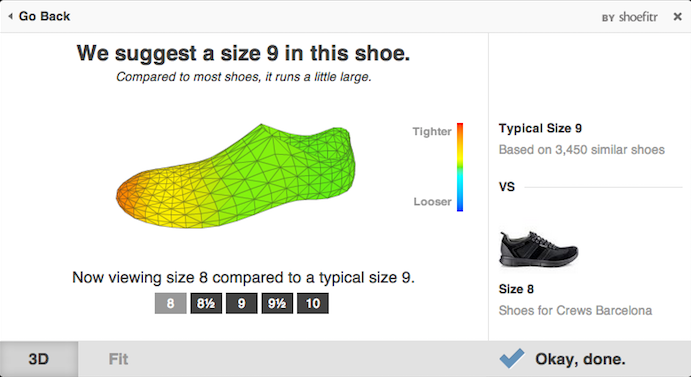 Go Back
BY shoefitr
We suggest a size 9 in this shoe.
Compared to most shoes, it runs a little large.
Tighter
Looser
Typical Size 9
Based on 3,450 similar shoes
VS
Size 8
Shoes for Crews Barcelona
Now viewing size 8 compared to a typical size 9.
8 8½ 9 9½ 10
3D Fit
Okay, done.